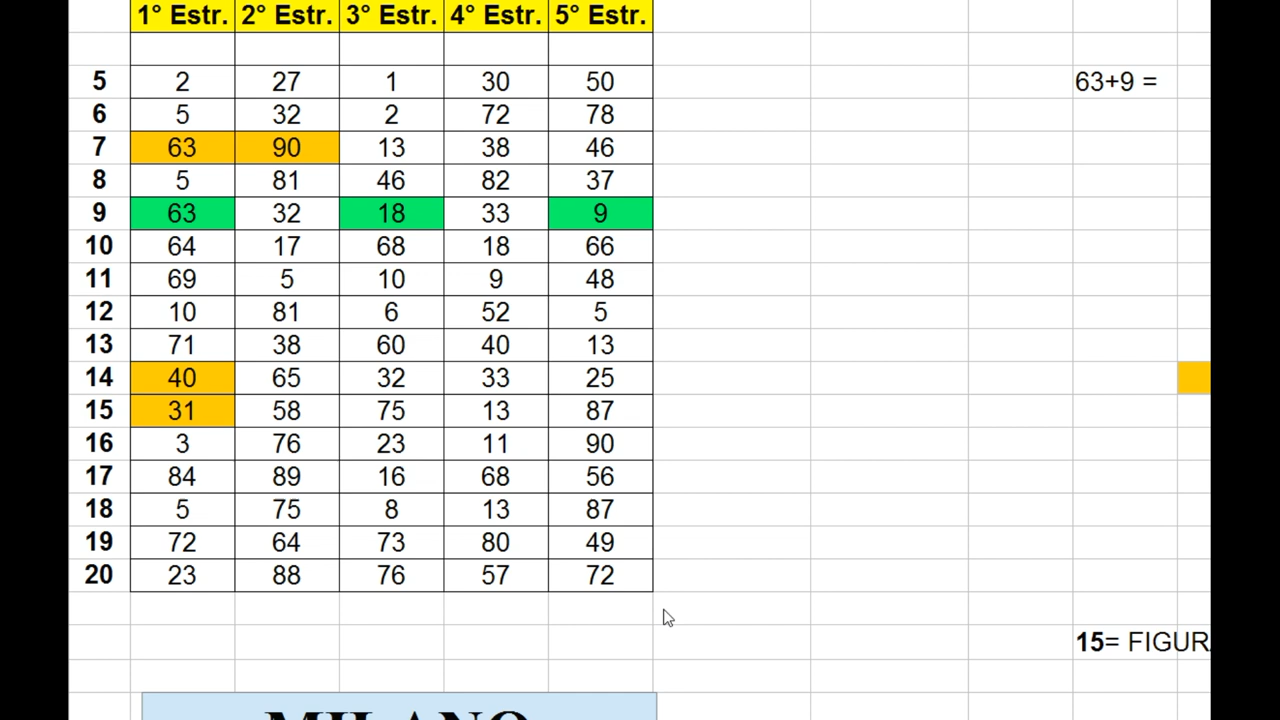 1° Estr. 2° Estr. 3° Estr. 4° Estr. 5° Estr.
5 2 27 1 30 50 63+9 =
6 5 32 2 72 78
7 63 90 13 38 46
8 5 81 46 82 37
9 63 32 18 33 9
10 64 17 68 18 66
11 69 5 10 9 48
12 10 81 6 52 5
13 71 38 60 40 13
14 40 65 32 33 25
15 31 58 75 13 87
16 3 76 23 11 90
17 84 89 16 68 56
18 5 75 8 13 87
19 72 64 73 80 49
20 23 88 76 57 72
15= FIGURA
MILANO